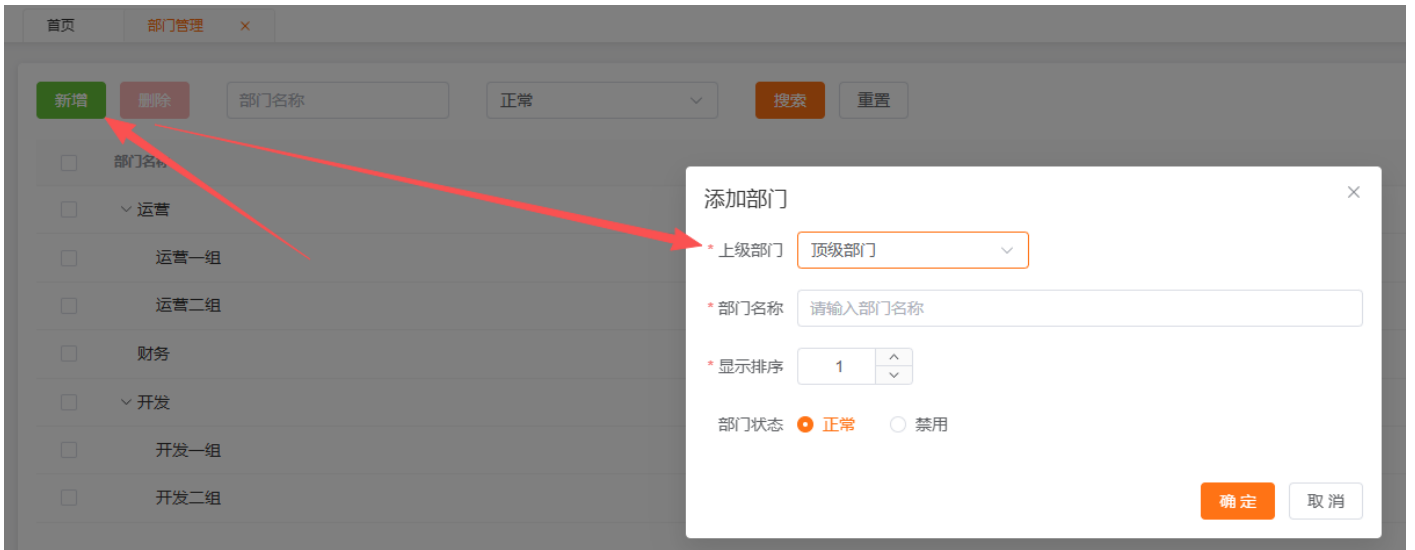 首页 部门管理
新增 删除 部门名称 正常 搜索 重置
部门名称
运营
运营一组
运营二组
财务
开发
开发一组
开发二组
添加部门
* 上级部门 顶级部门
* 部门名称 请输入部门名称
* 显示排序 1
部门状态 正常 禁用
确定 取消